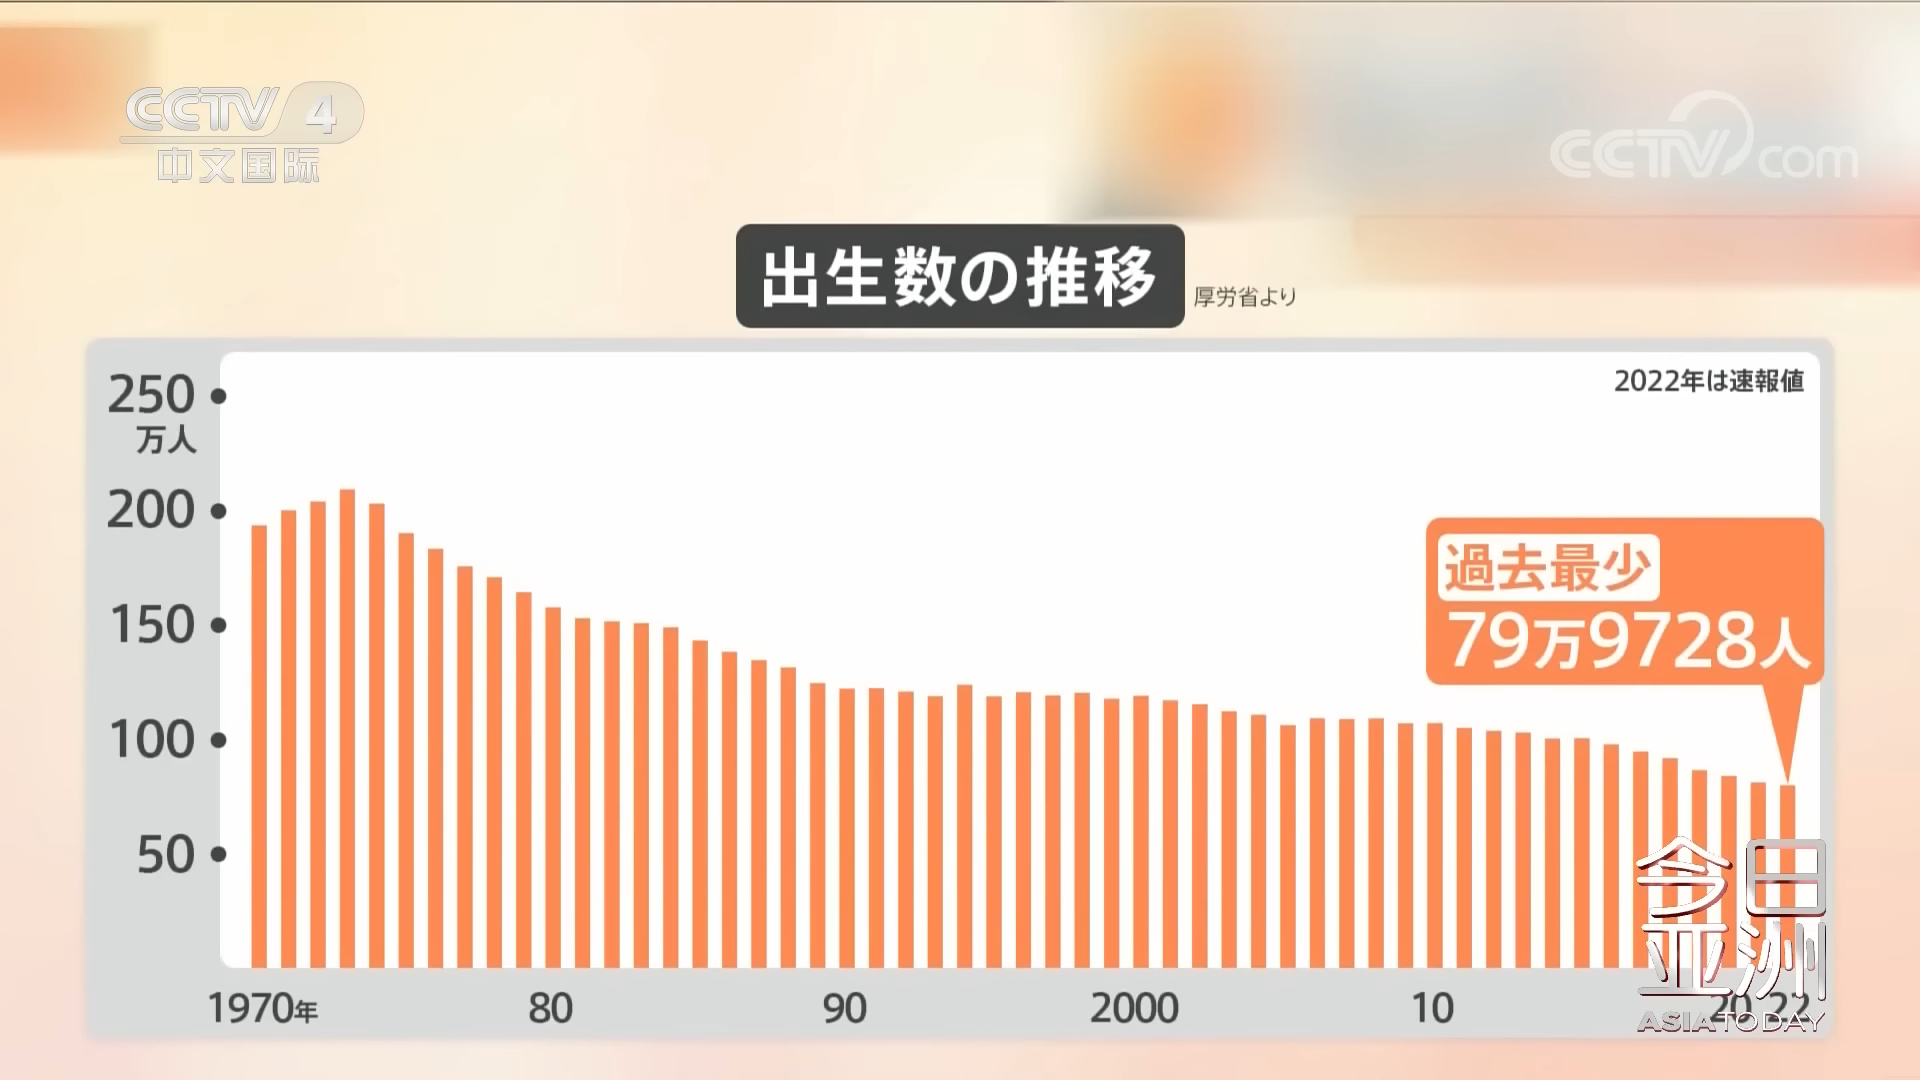 CCTV 4
中文国际
CCTV com
出生数の推移
厚労省より
2022年は速報値
250
万人
200
150
100
50
過去最少
79万9728人
1970年 80 90 2000 10 20 22
今日
亚洲
ASIA TODAY